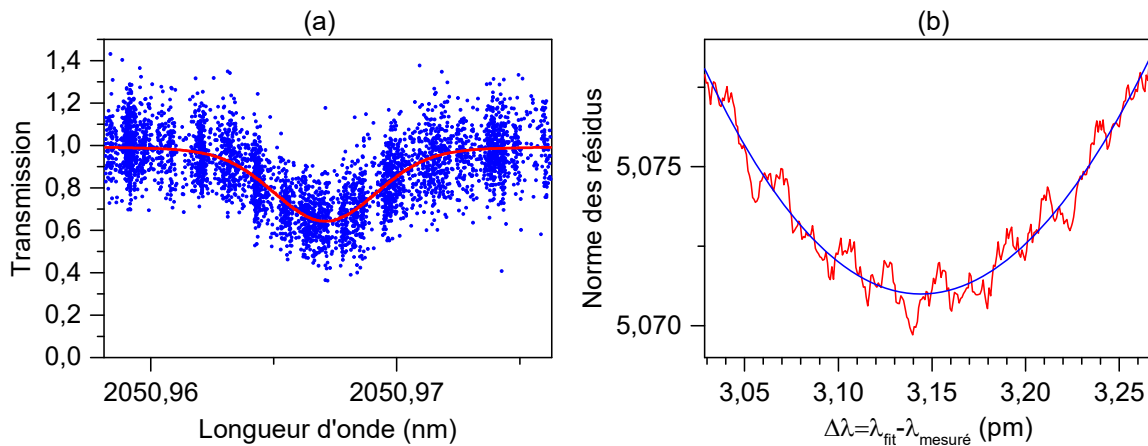 (a)
Transmission
1,4
1,2
1,0
0,8
0,6
0,4
0,2
0,0
2050,96 2050,97
Longueur d'onde (nm)
(b)
Norme des résidus
5,075
5,070
3,05 3,10 3,15 3,20 3,25
Δλ=λfit-λmesuré (pm)